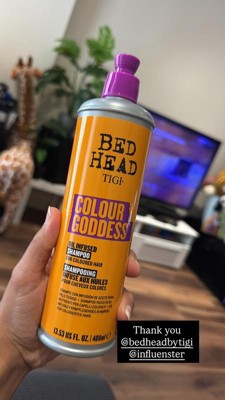 BED
HEAD
TIGI
COLOUR
GODDESS
OIL INFUSED
SHAMPOO
FOR COLOURED HAIR
SHAMPOOING
INFUSÉ AUX HUILES
POUR CHEVEUX COLORÉS
13.53 US FL. OZ. / 400ml
Thank you
@bedheadbytigi
@influenster